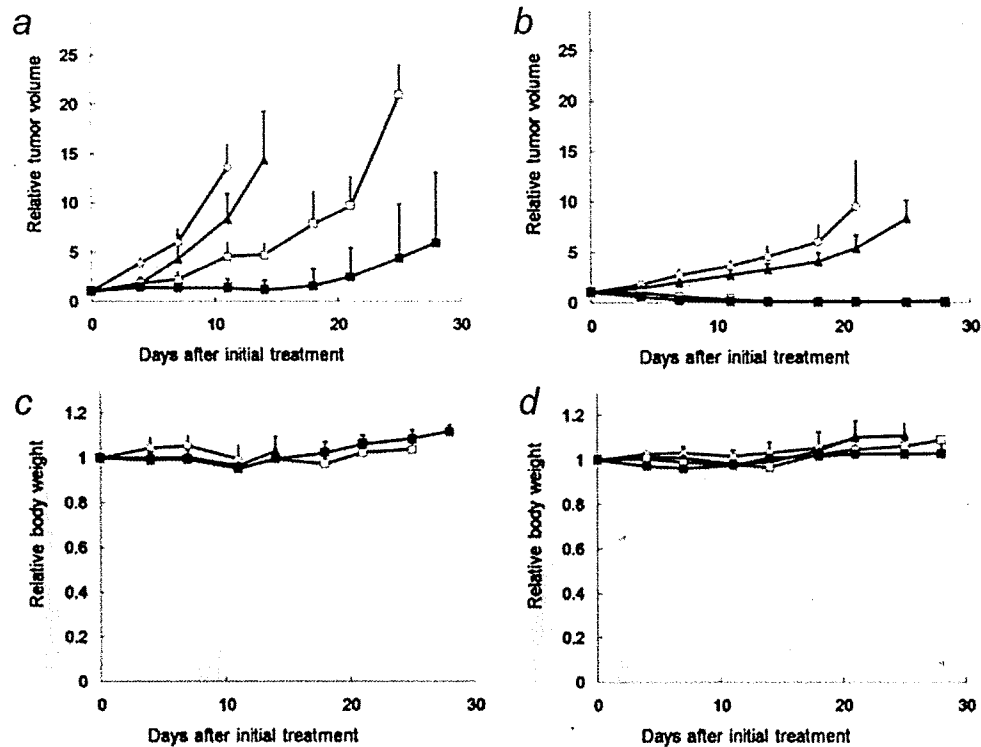 a
b
Relative tumor volume
25
20
15
10
5
0
0 10 20 30
Days after initial treatment
Relative tumor volume
25
20
15
10
5
0
0 10 20 30
Days after initial treatment
c
d
Relative body weight
1.2
1
0.8
0.6
0.4
0.2
0
0 10 20 30
Days after initial treatment
Relative body weight
1.2
1
0.8
0.6
0.4
0.2
0
0 10 20 30
Days after initial treatment